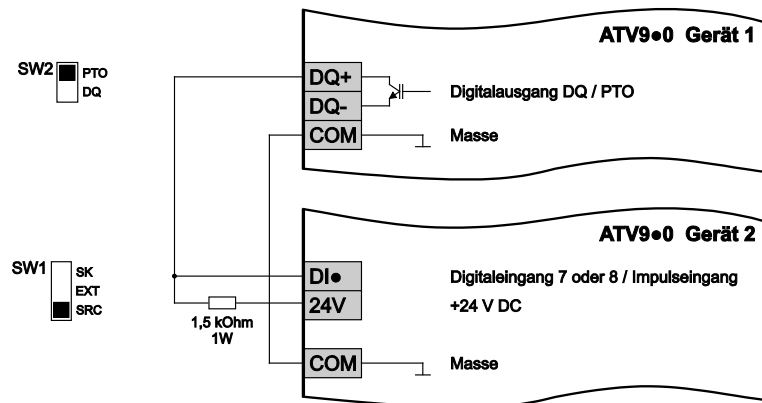 ATV9●0 Gerät 1
SW2
PTO
DQ
DQ+
DQ-
Digitalausgang DQ / PTO
COM
Masse
ATV9●0 Gerät 2
SW1
SK
EXT
SRC
DI●
Digitaleingang 7 oder 8 / Impulseingang
24V
+24 V DC
1,5 kOhm
1W
COM
Masse